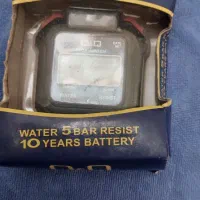 Q&Q
WATER 5 BAR RESIST
10 YEARS BATTERY
Q&Q